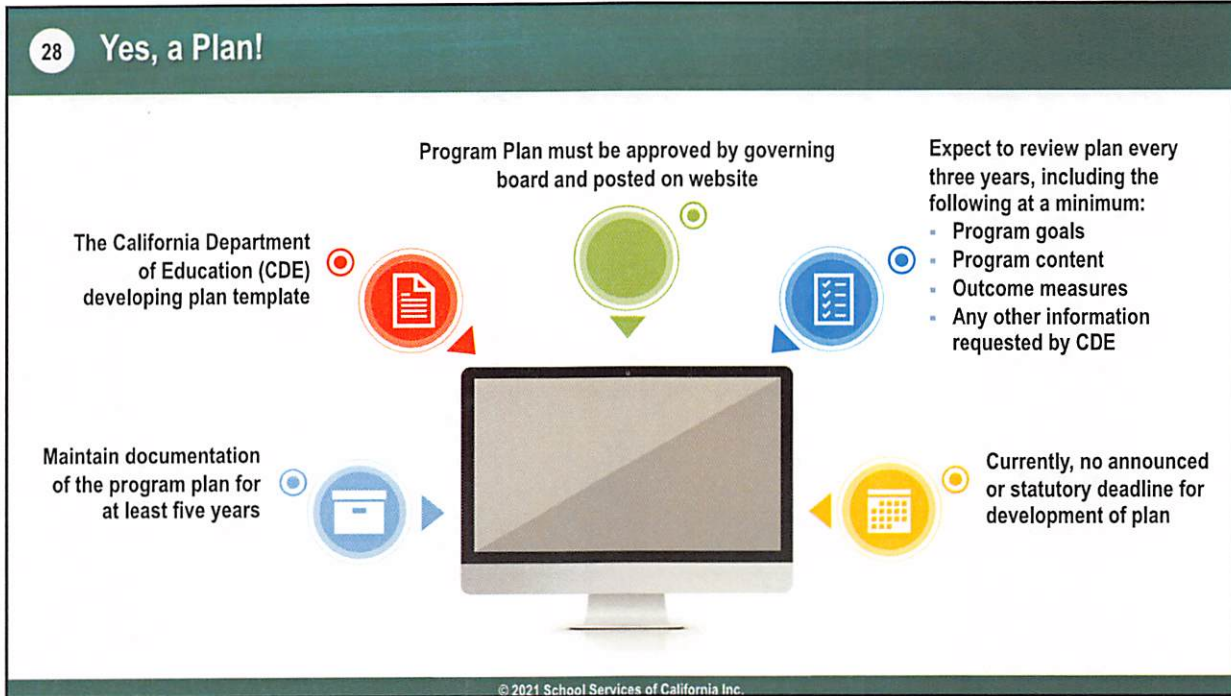 28 Yes, a Plan!
Program Plan must be approved by governing
board and posted on website
The California Department
of Education (CDE)
developing plan template
Expect to review plan every
three years, including the
following at a minimum:
▪ Program goals
▪ Program content
▪ Outcome measures
▪ Any other information
requested by CDE
Maintain documentation
of the program plan for
at least five years
Currently, no announced
or statutory deadline for
development of plan
© 2021 School Services of California Inc.